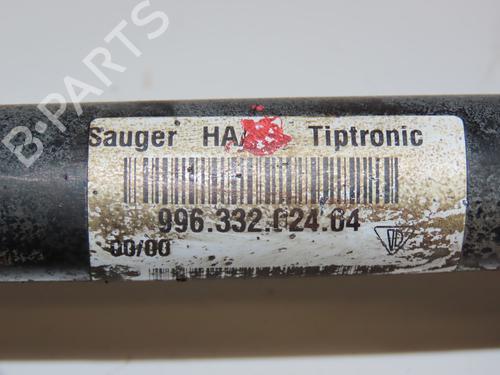 B-Parts
Sauger HA Tiptronic
996.332.024.04
00/00